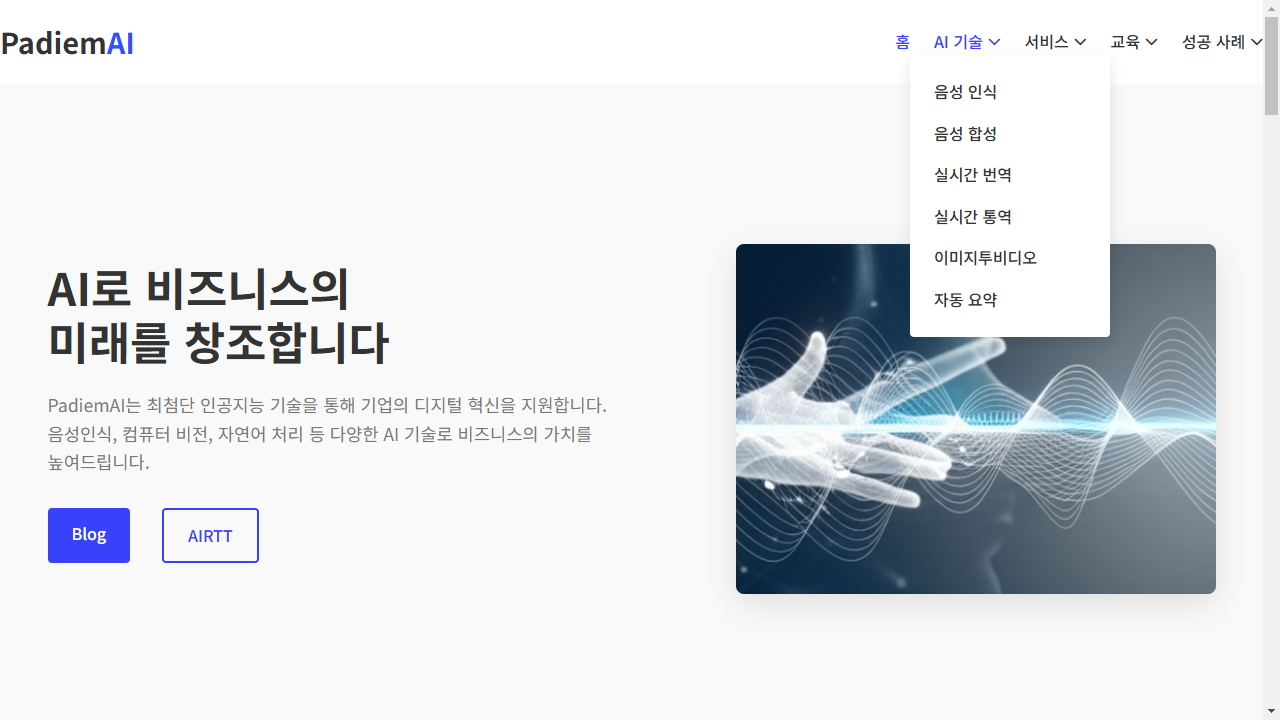 PadiemAI
홈 AI 기술 서비스 교육 성공 사례
음성 인식
음성 합성
실시간 번역
실시간 통역
이미지투비디오
자동 요약
AI로 비즈니스의
미래를 창조합니다
PadiemAI는 최첨단 인공지능 기술을 통해 기업의 디지털 혁신을 지원합니다.
음성인식, 컴퓨터 비전, 자연어 처리 등 다양한 AI 기술로 비즈니스의 가치를
높여드립니다.
Blog AIRTT